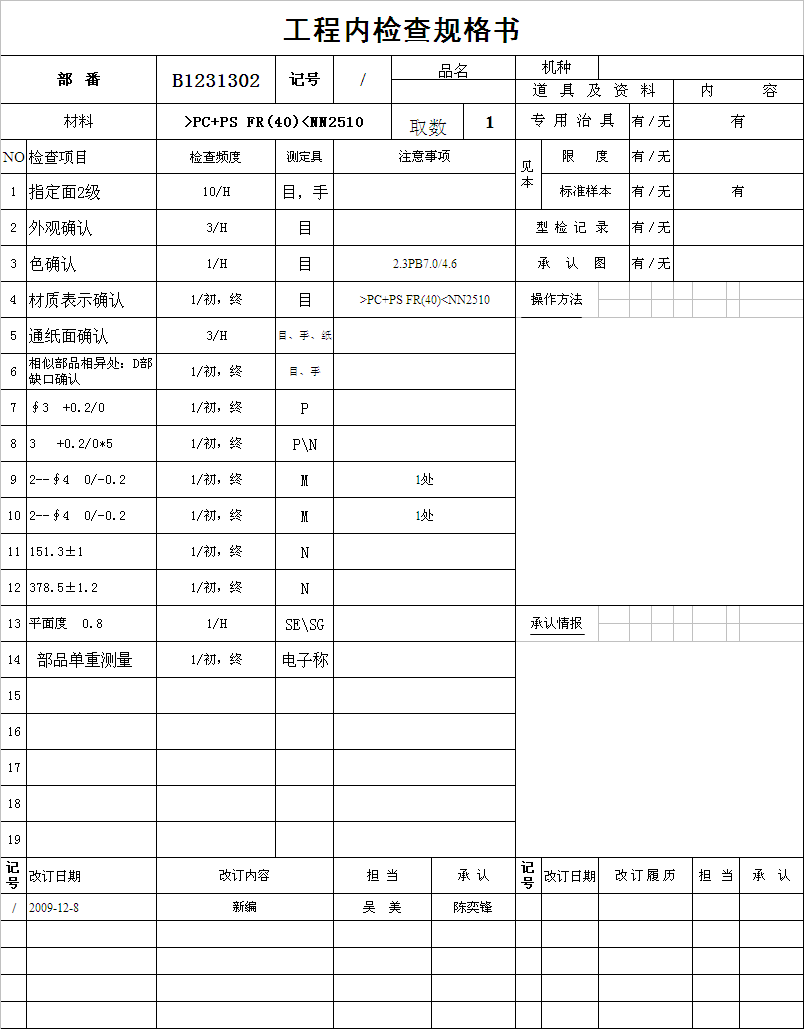 工程内检查规格书
部 番 B1231302 记号 / 品名 机种
道 具 及 资 料 内 容
材料 >PC+PS FR(40)<NN2510 取数 1 专 用 治 具 有/无 有
NO 检查项目 检查频度 测定具 注意事项 见本 限 度 有/无
1 指定面2级 10/H 目,手 标准样本 有/无 有
2 外观确认 3/H 目 型 检 记 录 有/无
3 色确认 1/H 目 2.3PB7.0/4.6 承 认 图 有/无
4 材质表示确认 1/初,终 目 >PC+PS FR(40)<NN2510 操作方法
5 通纸面确认 3/H 目、手、纸
6 相似部品相异处: D部
缺口确认 1/初,终 目、手
7 ∮3 +0.2/0 1/初,终 P
8 3 +0.2/0*5 1/初,终 P\N
9 2--∮4 0/-0.2 1/初,终 M 1处
10 2--∮4 0/-0.2 1/初,终 M 1处
11 151.3±1 1/初,终 N
12 378.5±1.2 1/初,终 N
13 平面度 0.8 1/H SE\SG 承认情报
14 部品单重测量 1/初,终 电子称
15
16
17
18
19
记号 改订日期 改订内容 担 当 承 认 记号 改订日期 改 订 履 历 担 当 承 认
/ 2009-12-8 新编 吴 美 陈奕锋